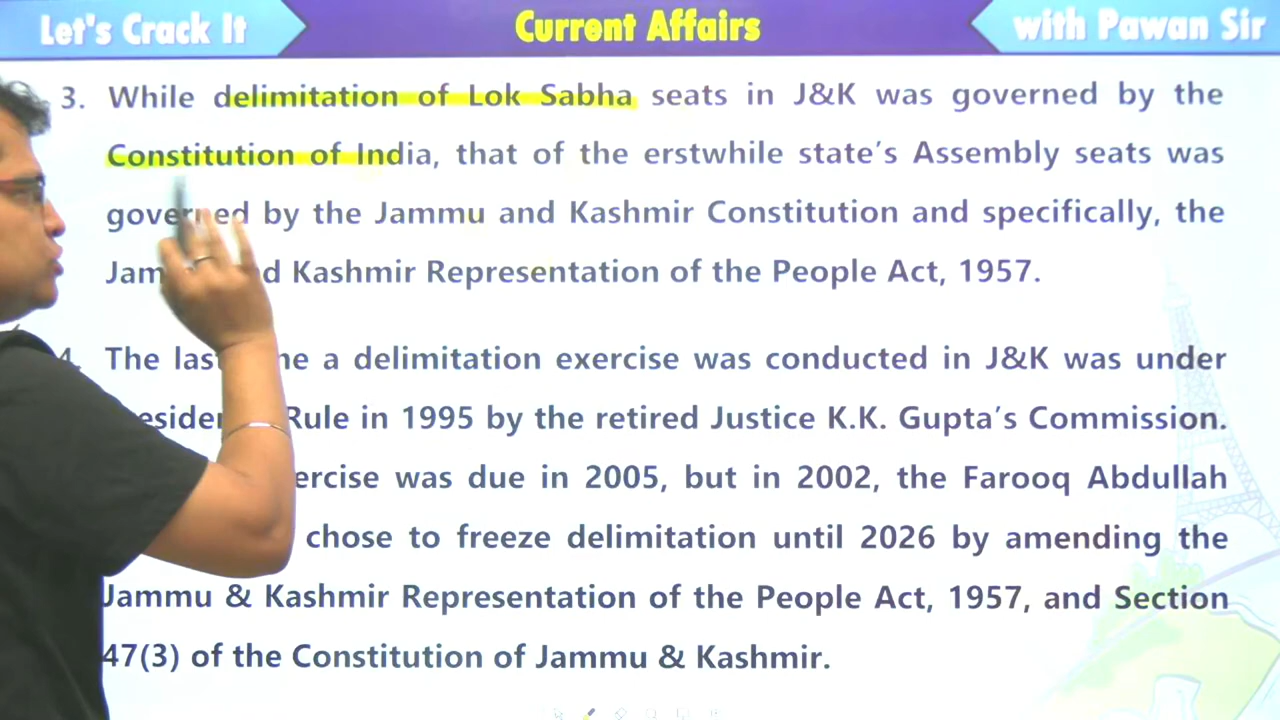 Let's Crack It Current Affairs with Pawan Sir
3. While delimitation of Lok Sabha seats in J&K was governed by the
Constitution of India, that of the erstwhile state's Assembly seats was
governed by the Jammu and Kashmir Constitution and specifically, the
Jam d Kashmir Representation of the People Act, 1957.
4. The las e a delimitation exercise was conducted in J&K was under
eside Rule in 1995 by the retired Justice K.K. Gupta's Commission.
ercise was due in 2005, but in 2002, the Farooq Abdullah
chose to freeze delimitation until 2026 by amending the
Jammu & Kashmir Representation of the People Act, 1957, and Section
47(3) of the Constitution of Jammu & Kashmir.